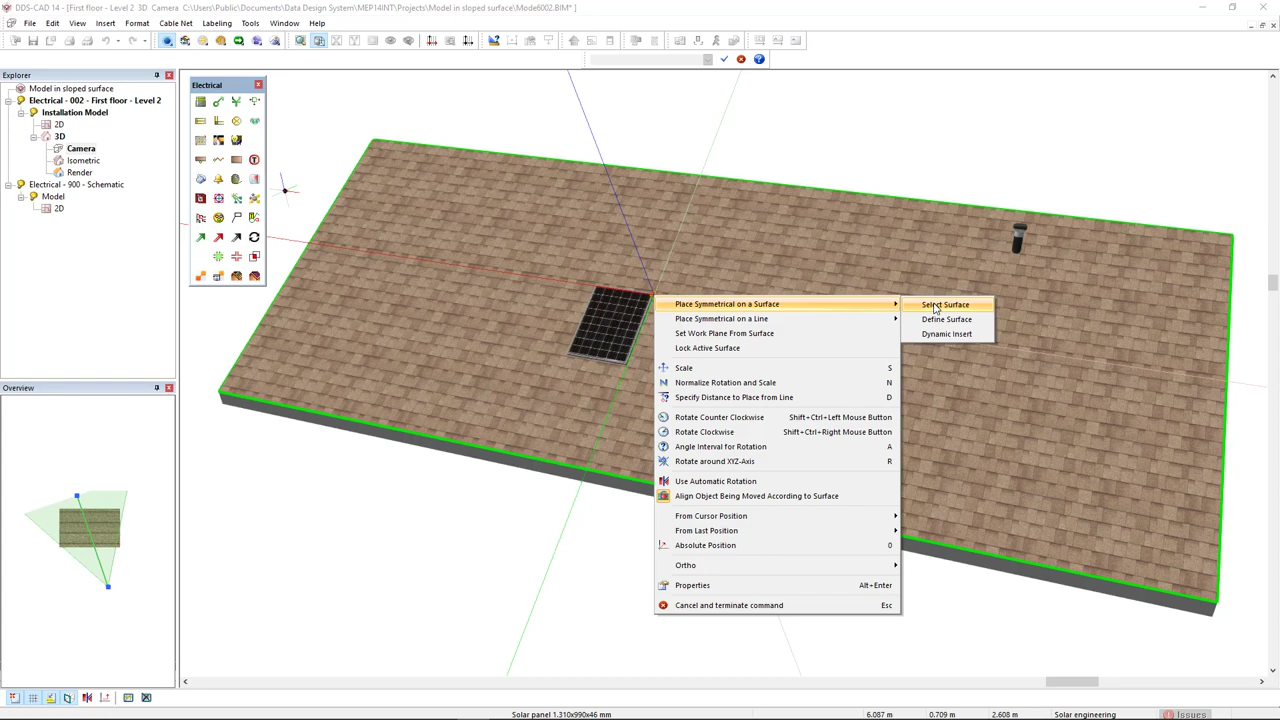 DDS-CAD 14 - [First floor - Level 2  3D  Camera  C:\Users\Public\Documents\Data Design System\MEP14INT\Projects\Model in sloped surface\Mode6002.BIM*]
File Edit View Insert Format Cable Net Labeling Tools Window Help
Explorer
Model in sloped surface
Electrical - 002 - First floor - Level 2
Installation Model
2D
3D
Camera
Isometric
Render
Electrical - 900 - Schematic
Model
2D
Overview
Electrical
Place Symmetrical on a Surface
Place Symmetrical on a Line
Set Work Plane From Surface
Lock Active Surface
Scale S
Normalize Rotation and Scale N
Specify Distance to Place from Line D
Rotate Counter Clockwise Shift+Ctrl+Left Mouse Button
Rotate Clockwise Shift+Ctrl+Right Mouse Button
Angle Interval for Rotation A
Rotate around XYZ-Axis R
Use Automatic Rotation
Align Object Being Moved According to Surface
From Cursor Position
From Last Position
Absolute Position 0
Ortho
Properties Alt+Enter
Cancel and terminate command Esc
Select Surface
Define Surface
Dynamic Insert
Solar panel 1.310x990x46 mm 6.087 m 0.709 m 2.608 m Solar engineering Issues